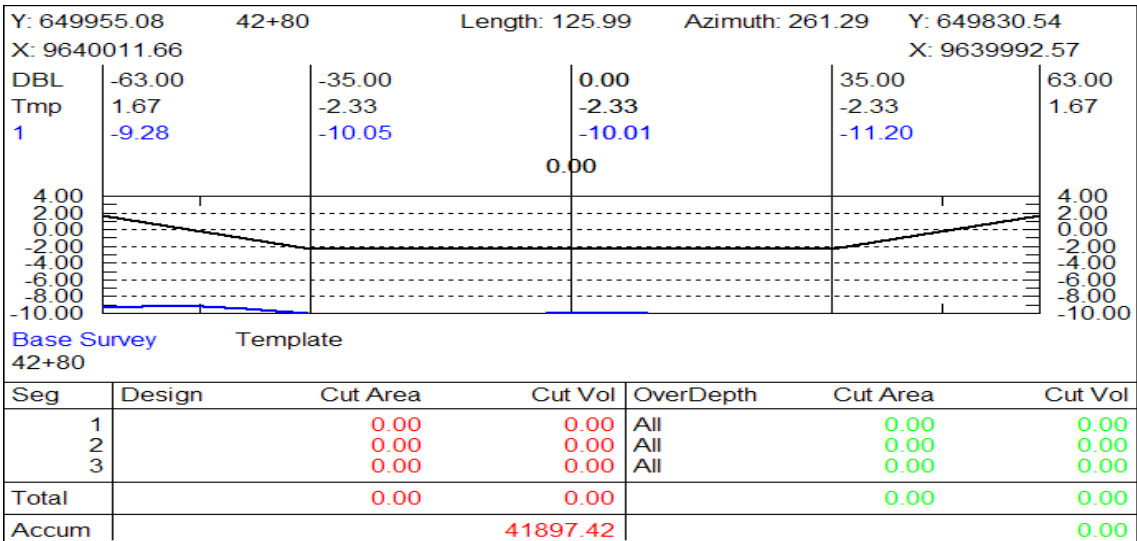 Y: 649955.08 42+80 Length: 125.99 Azimuth: 261.29 Y: 649830.54
X: 9640011.66 X: 9639992.57
DBL -63.00 -35.00 0.00 35.00 63.00
Tmp 1.67 -2.33 -2.33 -2.33 1.67
1 -9.28 -10.05 -10.01 -11.20
0.00
4.00 4.00
2.00 2.00
0.00 0.00
-2.00 -2.00
-4.00 -4.00
-6.00 -6.00
-8.00 -8.00
-10.00 -10.00
Base Survey Template
42+80
Seg Design Cut Area Cut Vol OverDepth Cut Area Cut Vol
1 0.00 0.00 All 0.00 0.00
2 0.00 0.00 All 0.00 0.00
3 0.00 0.00 All 0.00 0.00
Total 0.00 0.00 0.00 0.00
Accum 41897.42 0.00